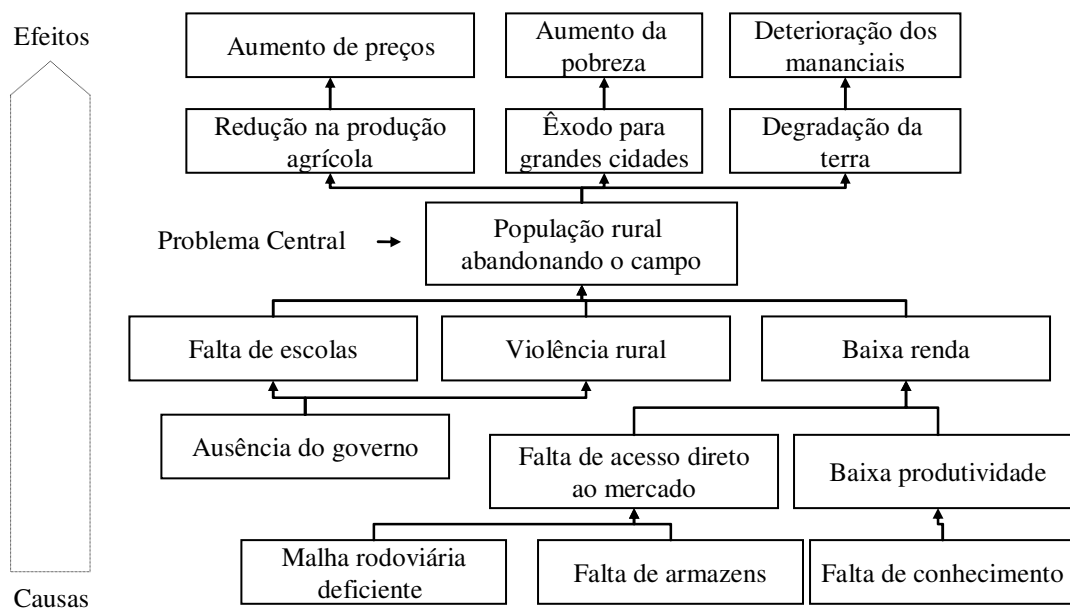 Efeitos
Aumento de preços
Aumento da
pobreza
Deterioração dos
mananciais
Redução na produção
agrícola
Êxodo para
grandes cidades
Degradação da
terra
Problema Central
População rural
abandonando o campo
Falta de escolas
Violência rural
Baixa renda
Ausência do governo
Falta de acesso direto
ao mercado
Baixa produtividade
Malha rodoviária
deficiente
Falta de armazens
Falta de conhecimento
Causas